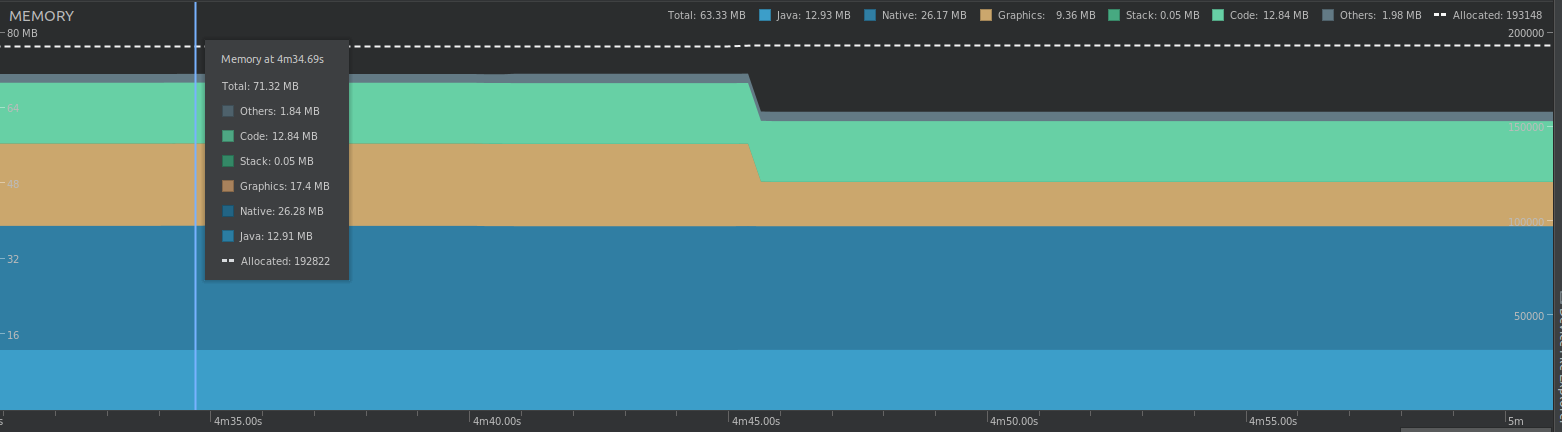 MEMORY
Total: 63.33 MB Java: 12.93 MB Native: 26.17 MB Graphics: 9.36 MB Stack: 0.05 MB Code: 12.84 MB Others: 1.98 MB Allocated: 193148
80 MB
200000
Memory at 4m34.69s
Total: 71.32 MB
Others: 1.84 MB
64
Code: 12.84 MB
150000
Stack: 0.05 MB
48
Graphics: 17.4 MB
Native: 26.28 MB
100000
Java: 12.91 MB
32
Allocated: 192822
50000
16
s 4m35.00s 4m40.00s 4m45.00s 4m50.00s 4m55.00s 5m